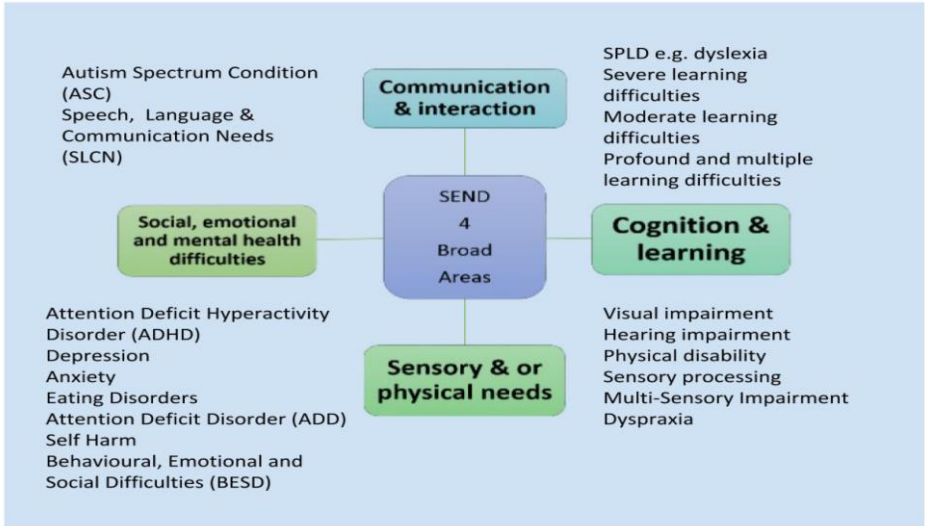 Autism Spectrum Condition
(ASC)
Speech, Language &
Communication Needs
(SLCN)
Communication
& interaction
SPLD e.g. dyslexia
Severe learning
difficulties
Moderate learning
difficulties
Profound and multiple
learning difficulties
Social, emotional
and mental health
difficulties
SEND
4
Broad
Areas
Cognition &
learning
Attention Deficit Hyperactivity
Disorder (ADHD)
Depression
Anxiety
Eating Disorders
Attention Deficit Disorder (ADD)
Self Harm
Behavioural, Emotional and
Social Difficulties (BESD)
Sensory & or
physical needs
Visual impairment
Hearing impairment
Physical disability
Sensory processing
Multi-Sensory Impairment
Dyspraxia